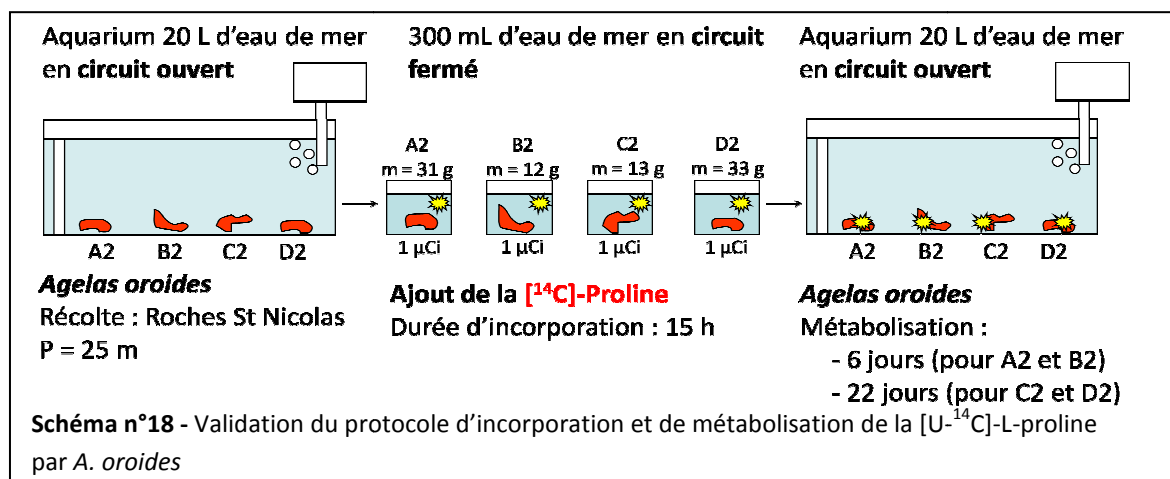 Aquarium 20 L d'eau de mer
en circuit ouvert
300 mL d'eau de mer en circuit
fermé
Aquarium 20 L d'eau de mer
en circuit ouvert
A2
m = 31 g
B2
m = 12 g
C2
m = 13 g
D2
m = 33 g
A2
B2
C2
D2
1 µCi
1 µCi
1 µCi
1 µCi
A2
B2
C2
D2
Agelas oroides
Récolte : Roches St Nicolas
P = 25 m
Ajout de la [¹⁴C]-Proline
Durée d'incorporation : 15 h
Agelas oroides
Métabolisation :
- 6 jours (pour A2 et B2)
- 22 jours (pour C2 et D2)
Schéma n°18 - Validation du protocole d'incorporation et de métabolisation de la [U-¹⁴C]-L-proline
par A. oroides